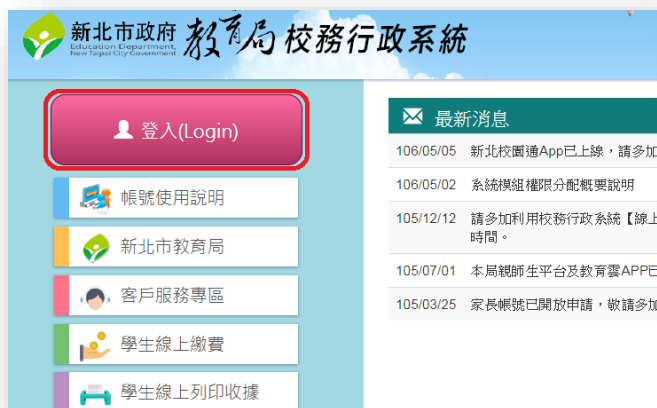 新北市政府
Education Department,
New Taipei City Government
教育局 校務行政系統
登入(Login)
帳號使用說明
新北市教育局
客戶服務專區
學生線上繳費
學生線上列印收據
最新消息
106/05/05 新北校園通App已上線,請多加
106/05/02 系統模組權限分配概要說明
105/12/12 請多加利用校務行政系統【線上
時間。
105/07/01 本局親師生平台及教育雲APP已
105/03/25 家長帳號已開放申請,敬請多加